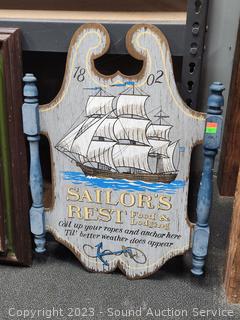 18 02
SAILOR'S
REST Food &
Lodging
Coil up your ropes and anchor here
Til' better weather does appear
Copyright 2023 - Sound Auction Service